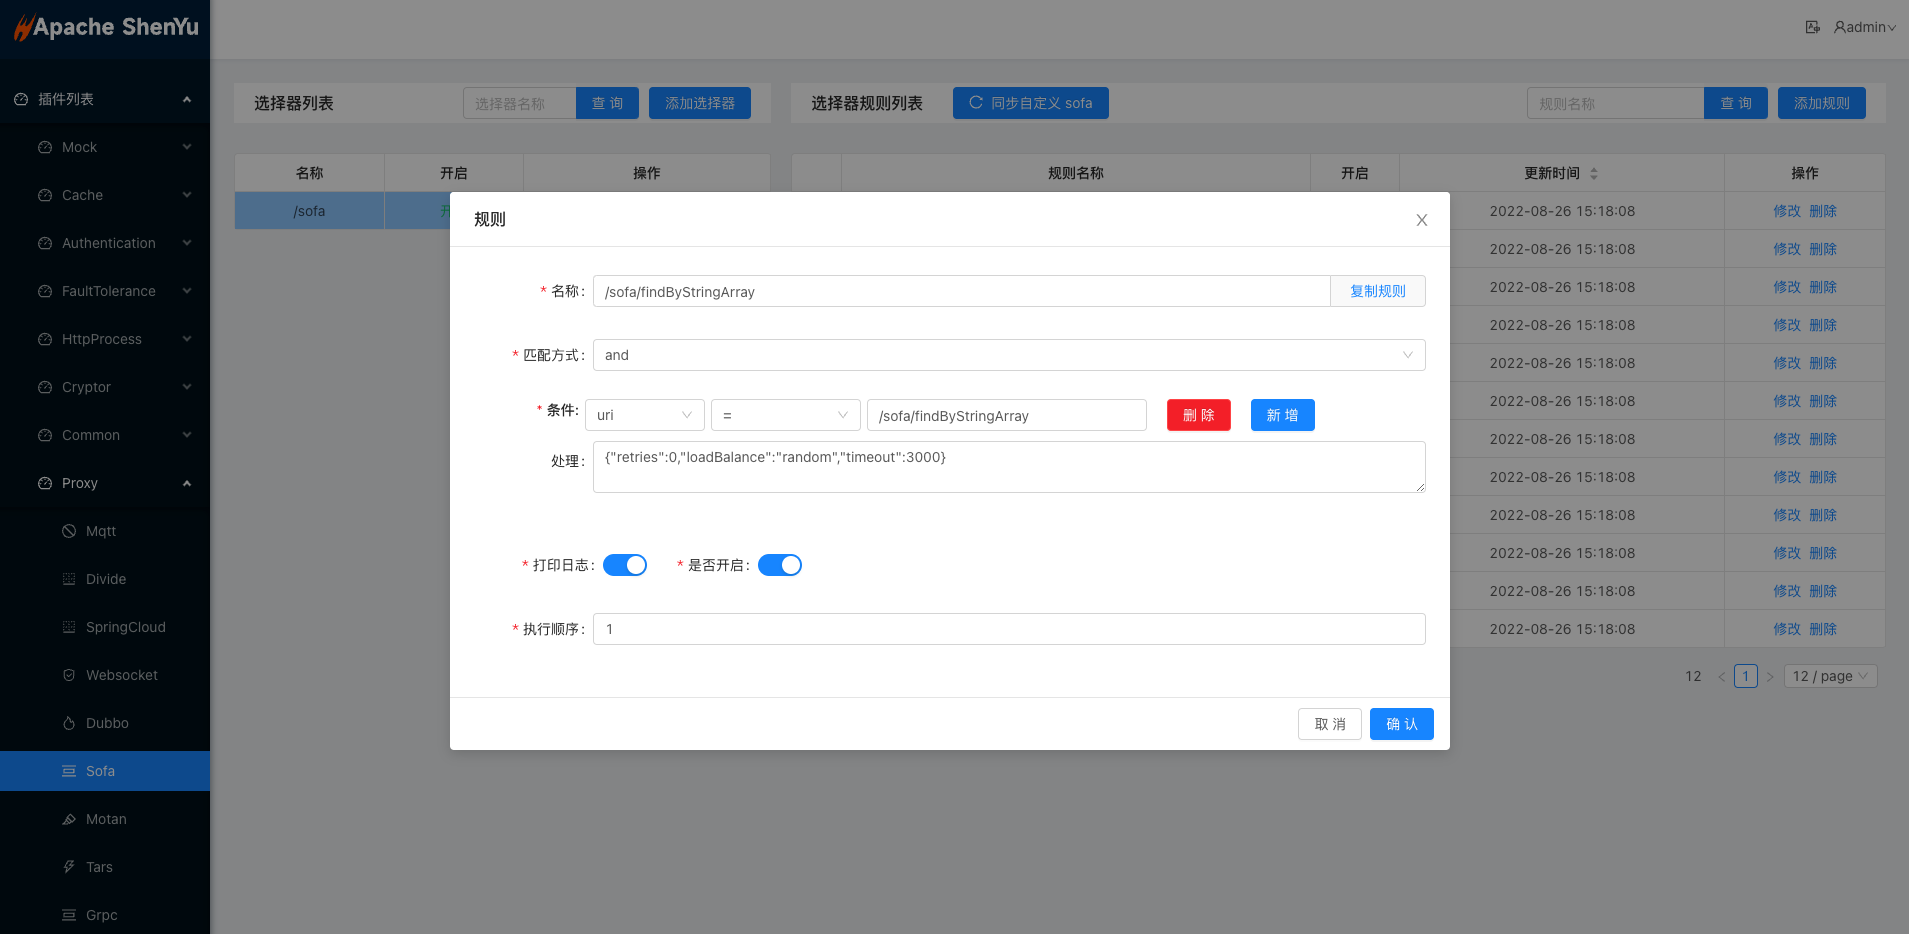 Apache ShenYu
admin
插件列表
Mock
Cache
Authentication
FaultTolerance
HttpProcess
Cryptor
Common
Proxy
Mqtt
Divide
SpringCloud
Websocket
Dubbo
Sofa
Motan
Tars
Grpc
选择器列表 选择器名称 查 询 添加选择器
名称 开启 操作
/sofa 开
选择器规则列表 同步自定义 sofa 规则名称 查 询 添加规则
规则名称 开启 更新时间 操作
2022-08-26 15:18:08 修改 删除
2022-08-26 15:18:08 修改 删除
2022-08-26 15:18:08 修改 删除
2022-08-26 15:18:08 修改 删除
2022-08-26 15:18:08 修改 删除
2022-08-26 15:18:08 修改 删除
2022-08-26 15:18:08 修改 删除
2022-08-26 15:18:08 修改 删除
2022-08-26 15:18:08 修改 删除
2022-08-26 15:18:08 修改 删除
2022-08-26 15:18:08 修改 删除
2022-08-26 15:18:08 修改 删除
12 < 1 > 12 / page
规则
* 名称: /sofa/findByStringArray 复制规则
* 匹配方式: and
* 条件: uri = /sofa/findByStringArray 删 除 新 增
处理: {"retries":0,"loadBalance":"random","timeout":3000}
* 打印日志: * 是否开启:
* 执行顺序: 1
取 消 确 认